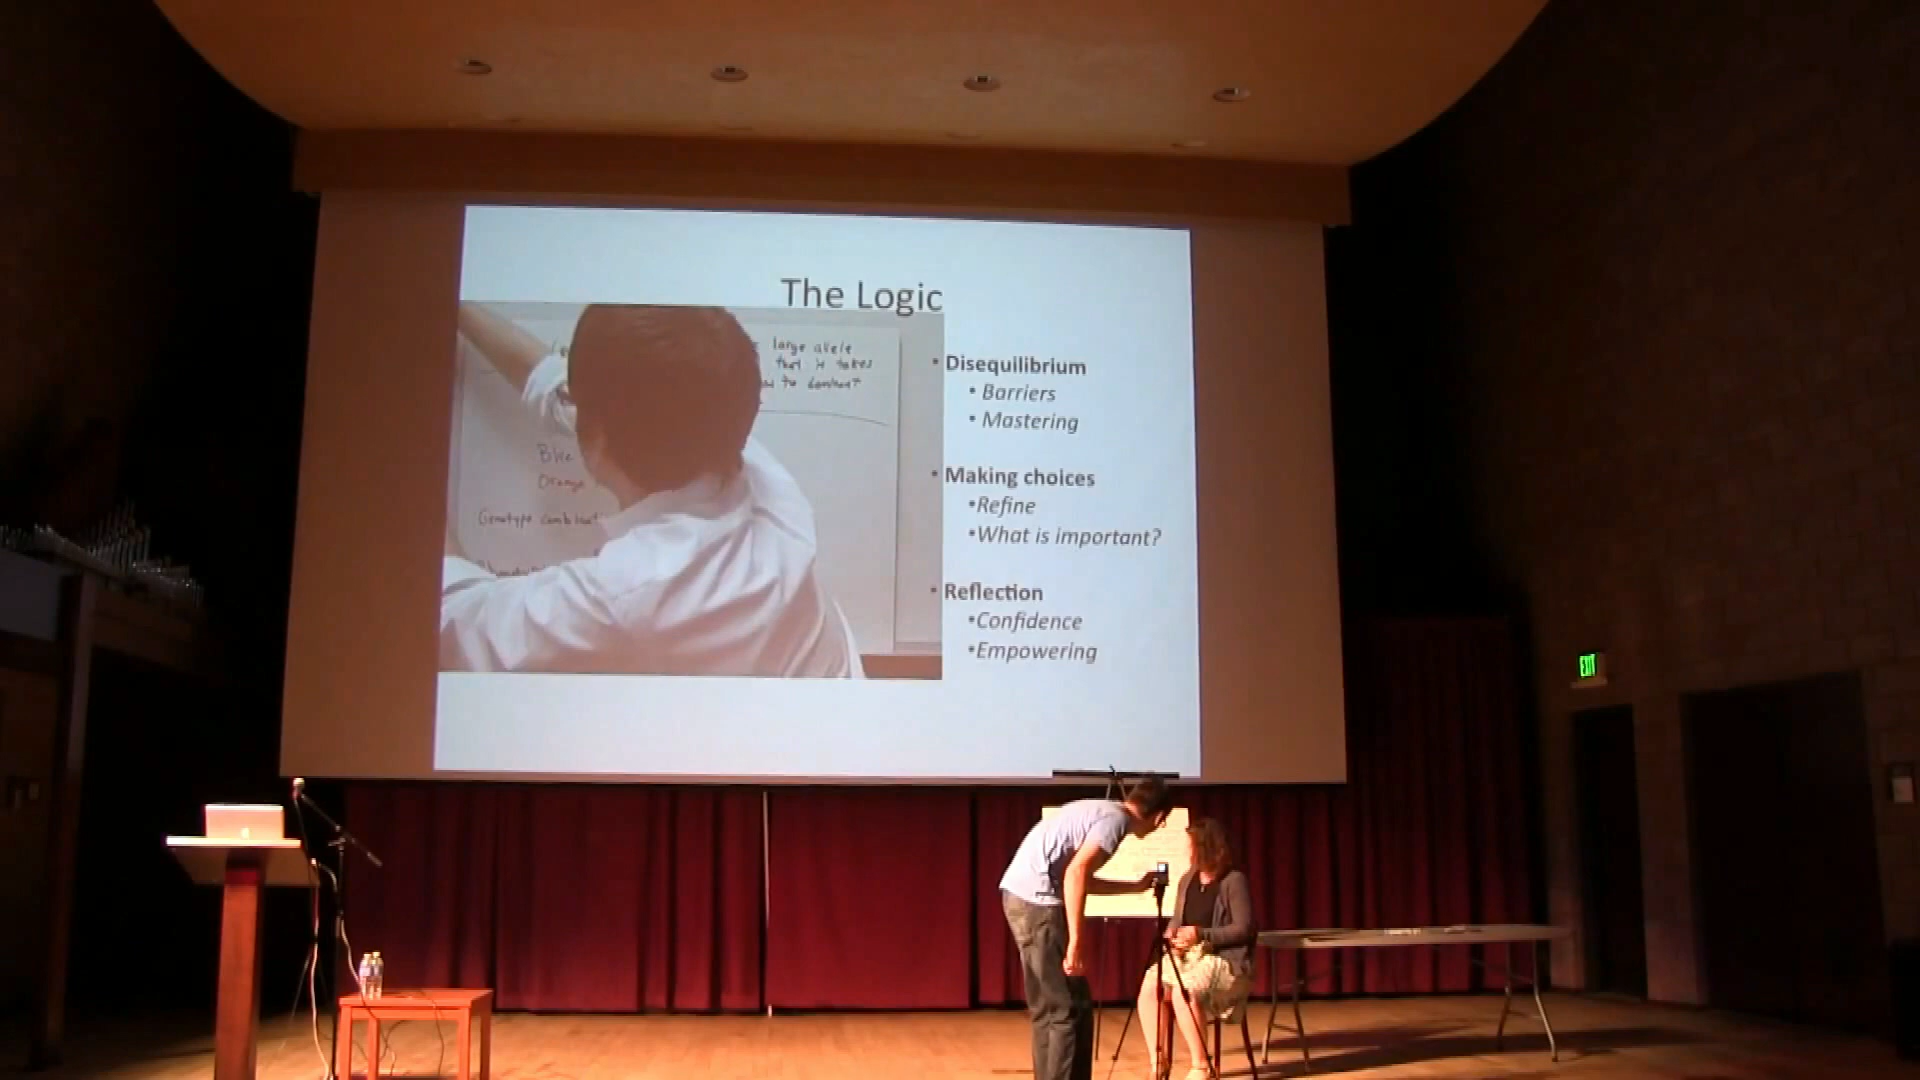 The Logic
large allele
that it takes
• Disequilibrium
• Barriers
• Mastering
Blue
Orange
• Making choices
•Refine
•What is important?
Genotype
• Reflection
•Confidence
•Empowering
EXIT